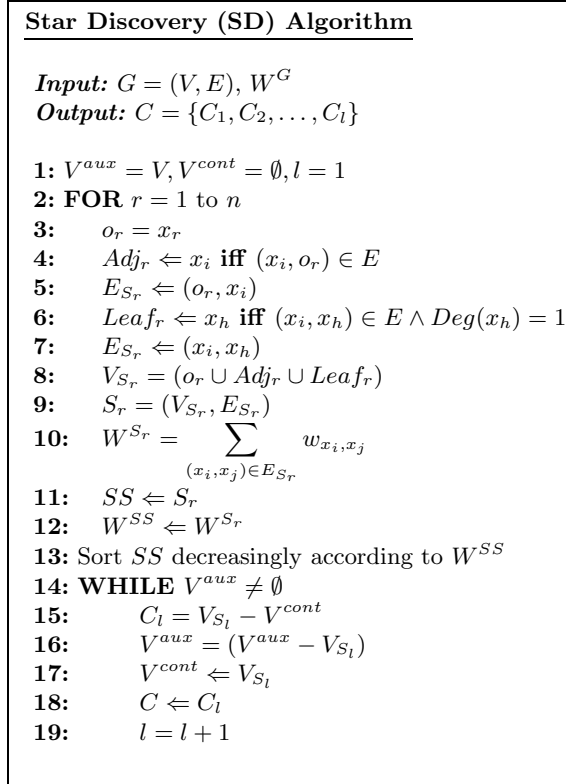 Star Discovery (SD) Algorithm
Input: G = (V, E), W^G
Output: C = {C_1, C_2, . . . , C_l}
1: V^{aux} = V, V^{cont} = ∅, l = 1
2: FOR r = 1 to n
3: o_r = x_r
4: Adj_r ⇐ x_i iff (x_i, o_r) ∈ E
5: E_{S_r} ⇐ (o_r, x_i)
6: Leaf_r ⇐ x_h iff (x_i, x_h) ∈ E ∧ Deg(x_h) = 1
7: E_{S_r} ⇐ (x_i, x_h)
8: V_{S_r} = (o_r ∪ Adj_r ∪ Leaf_r)
9: S_r = (V_{S_r}, E_{S_r})
10: W^{S_r} = ∑_{(x_i,x_j)∈E_{S_r}} w_{x_i,x_j}
11: SS ⇐ S_r
12: W^{SS} ⇐ W^{S_r}
13: Sort SS decreasingly according to W^{SS}
14: WHILE V^{aux} ≠ ∅
15: C_l = V_{S_l} − V^{cont}
16: V^{aux} = (V^{aux} − V_{S_l})
17: V^{cont} ⇐ V_{S_l}
18: C ⇐ C_l
19: l = l + 1